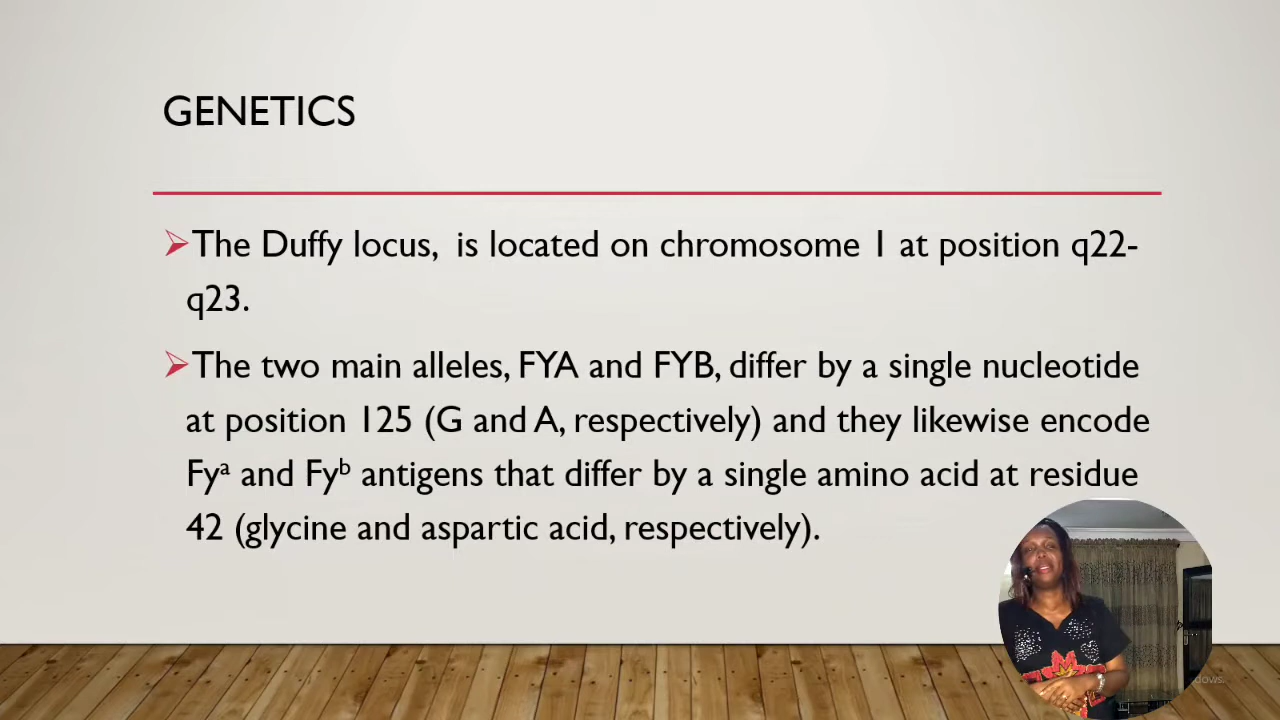 GENETICS
➢The Duffy locus, is located on chromosome 1 at position q22-
q23.
➢The two main alleles, FYA and FYB, differ by a single nucleotide
at position 125 (G and A, respectively) and they likewise encode
Fyᵃ and Fyᵇ antigens that differ by a single amino acid at residue
42 (glycine and aspartic acid, respectively).
dows.